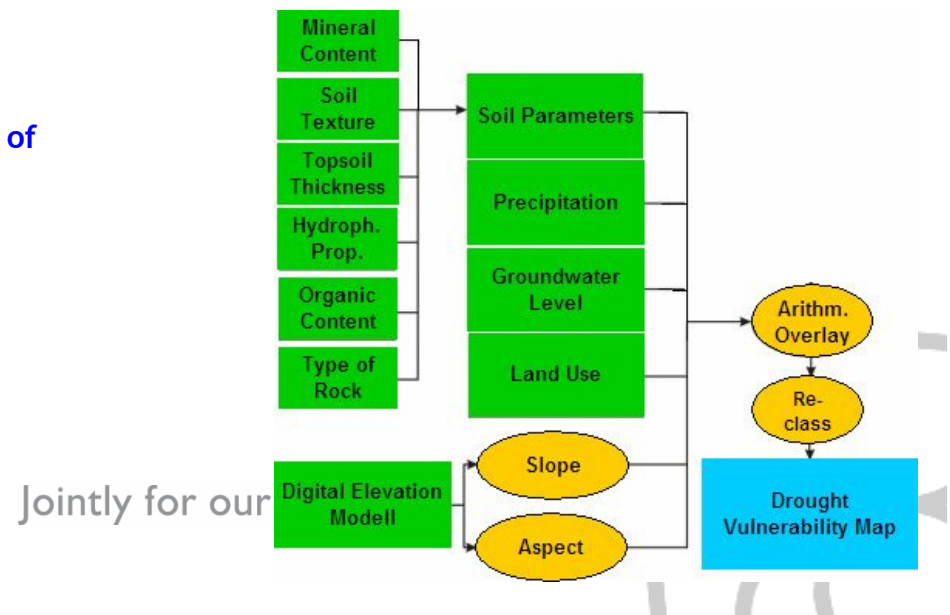 Mineral
Content
Soil
Texture
of
Topsoil
Thickness
Hydroph.
Prop.
Organic
Content
Type of
Rock
Soil Parameters
Precipitation
Groundwater
Level
Land Use
Arithm.
Overlay
Re-
class
Jointly for our
Digital Elevation
Modell
Slope
Aspect
Drought
Vulnerability Map